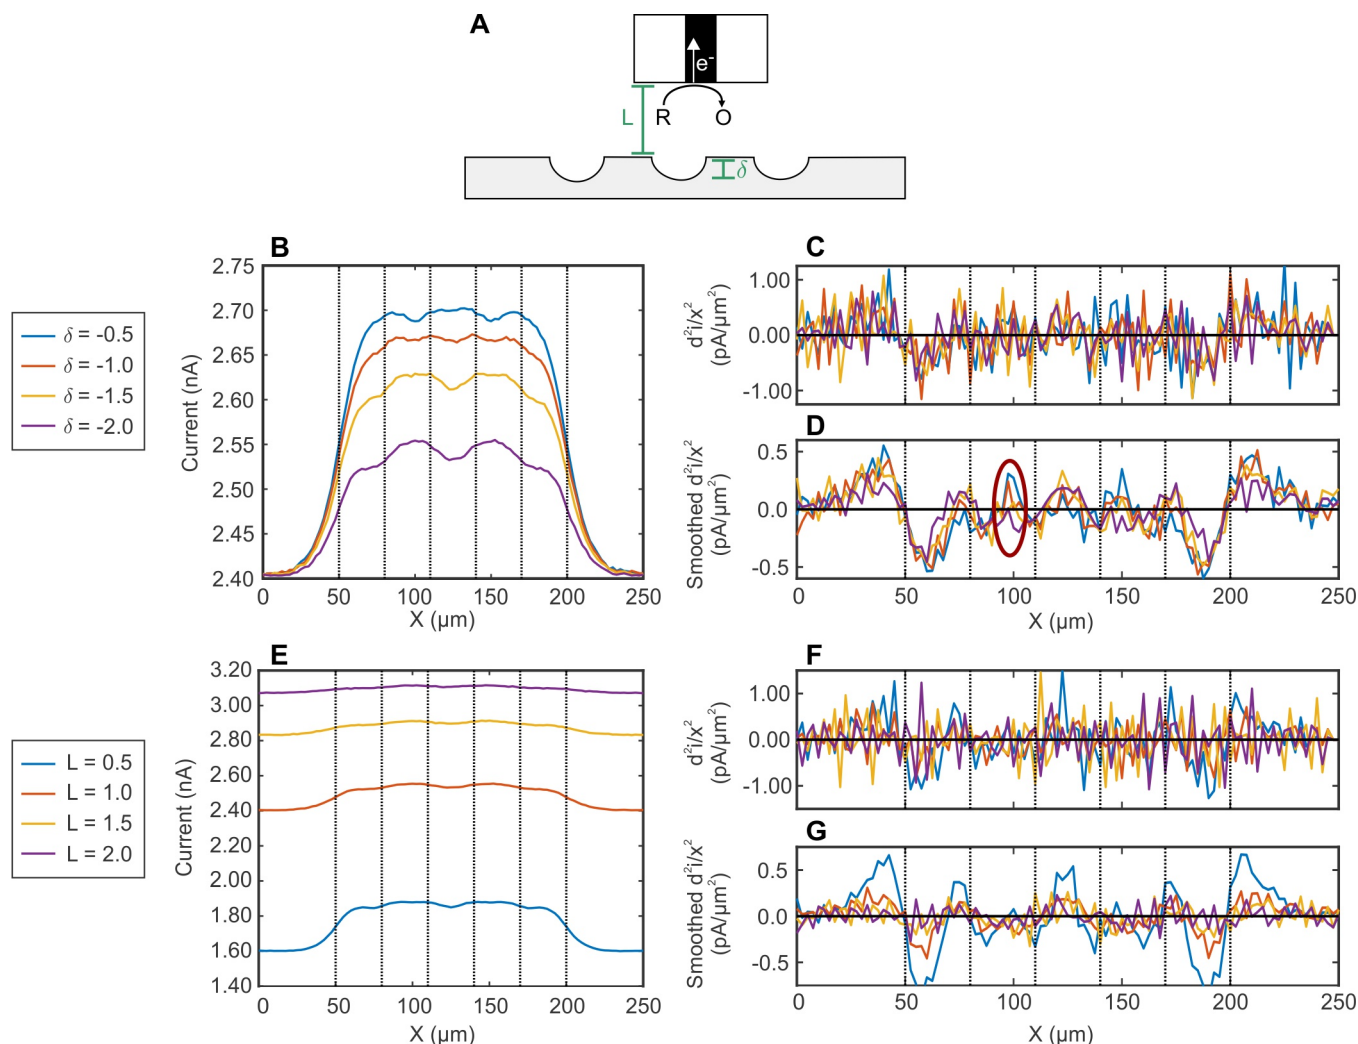 A
e⁻
L
R
O
δ
B
2.75
2.70
2.65
2.60
2.55
2.50
2.45
2.40
Current (nA)
0
50
100
150
200
250
X (µm)
δ = -0.5
δ = -1.0
δ = -1.5
δ = -2.0
C
1.00
0.00
-1.00
d²i/x²
(pA/µm²)
D
0.5
0.0
-0.5
Smoothed d²i/x²
(pA/µm²)
0
50
100
150
200
250
X (µm)
E
3.20
3.00
2.80
2.60
2.40
2.20
2.00
1.80
1.60
1.40
Current (nA)
0
50
100
150
200
250
X (µm)
L = 0.5
L = 1.0
L = 1.5
L = 2.0
F
1.00
0.00
-1.00
d²i/x²
(pA/µm²)
G
0.5
0.0
-0.5
Smoothed d²i/x²
(pA/µm²)
0
50
100
150
200
250
X (µm)